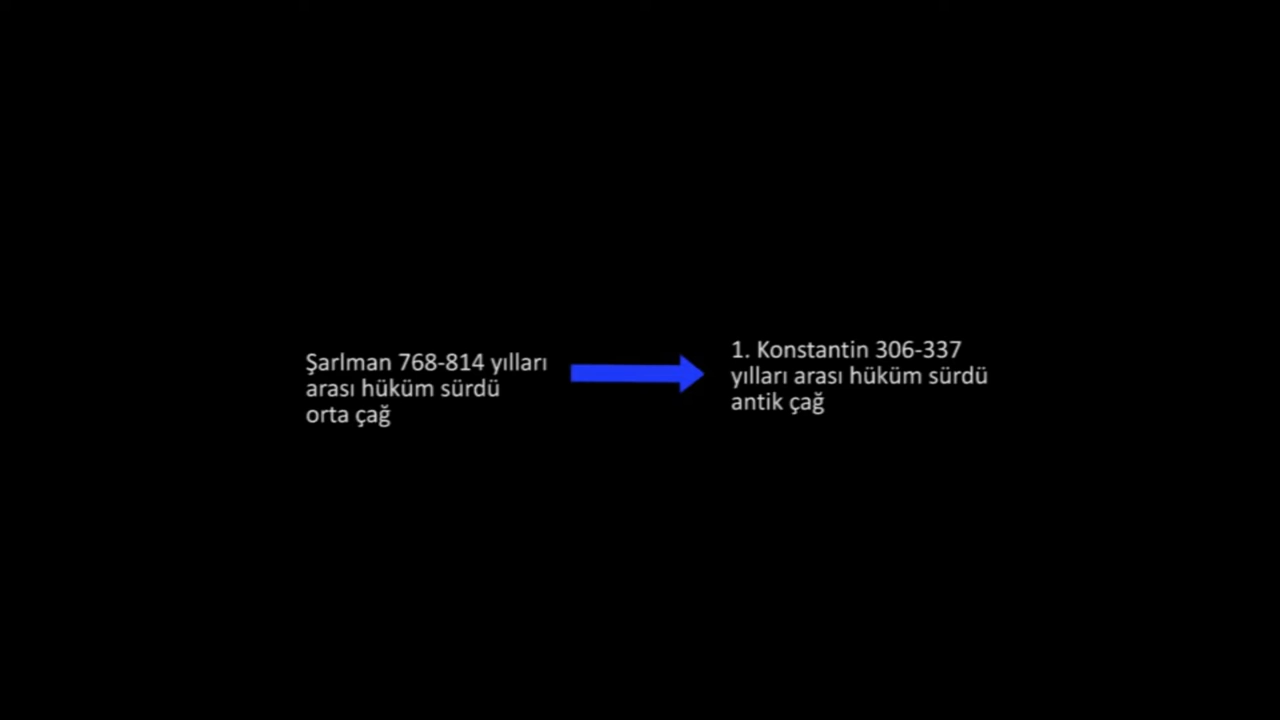 Şarlman 768-814 yılları
arası hüküm sürdü
orta çağ
1. Konstantin 306-337
yılları arası hüküm sürdü
antik çağ